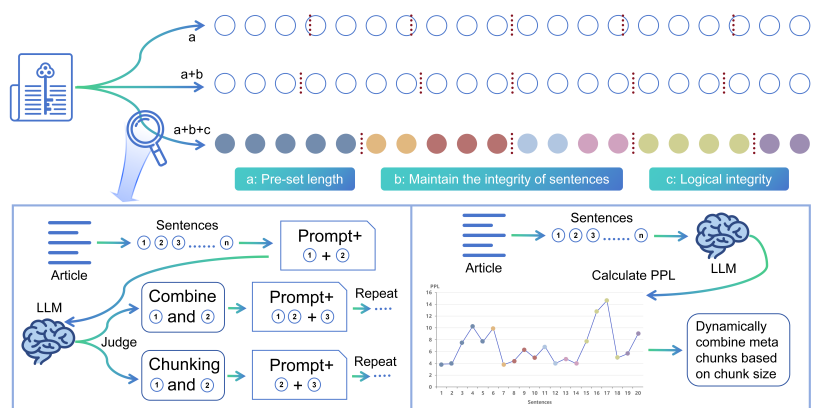 a
a+b
a+b+c
a: Pre-set length
b: Maintain the integrity of sentences
c: Logical integrity
Article
Sentences
1 2 3 ...... n
Prompt+
1 + 2
LLM
Judge
Combine
1 and 2
Prompt+
1 2 + 3
Repeat
....
Chunking
1 and 2
Prompt+
2 + 3
Repeat
....
Article
Sentences
1 2 3 ...... n
LLM
Calculate PPL
PPL
16
14
12
10
8
6
4
2
0
1 2 3 4 5 6 7 8 9 10 11 12 13 14 15 16 17 18 19 20
Sentences
Dynamically
combine meta
chunks based
on chunk size